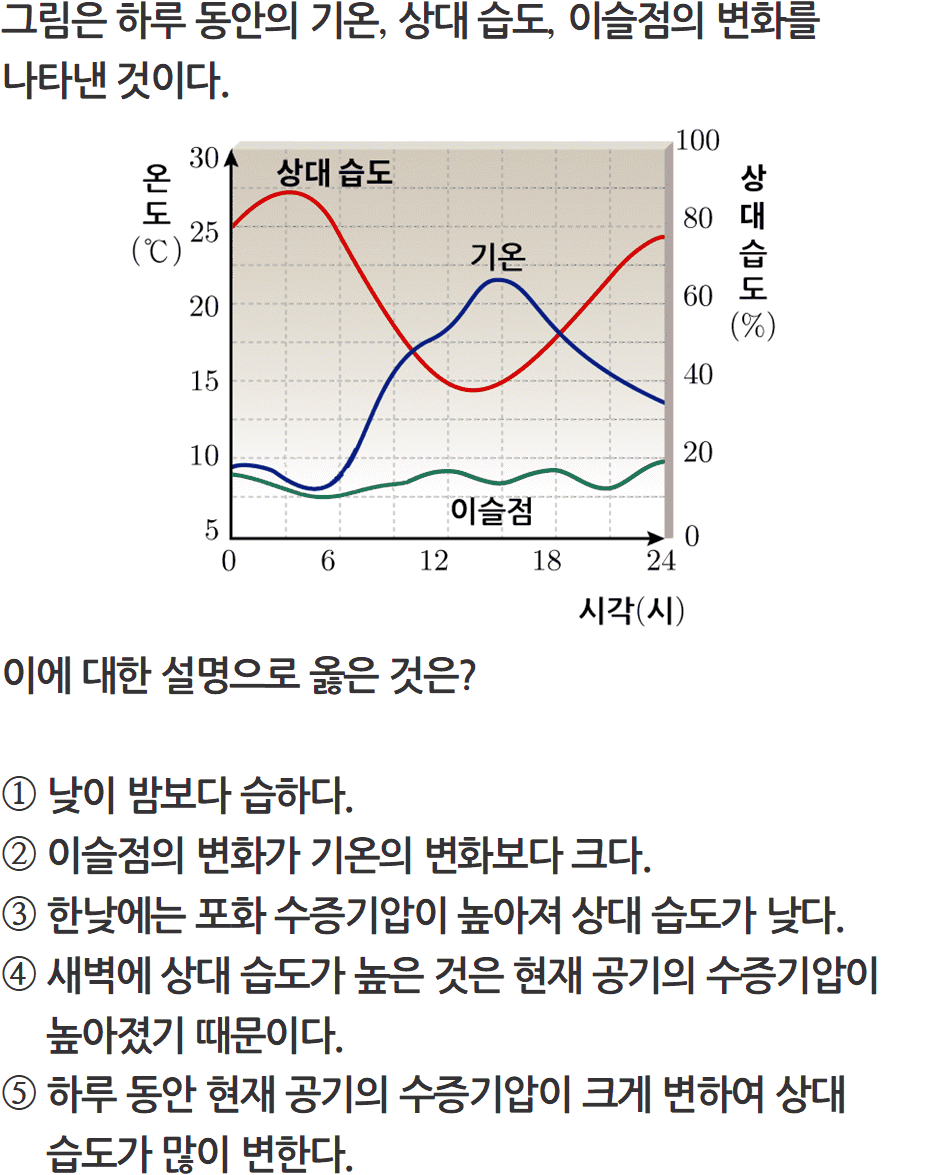 그림은 하루 동안의 기온, 상대 습도, 이슬점의 변화를
나타낸 것이다.
온도(℃)
30
25
20
15
10
5
상대 습도
기온
이슬점
100
80
60
40
20
0
상대습도(%)
0 6 12 18 24
시각(시)
이에 대한 설명으로 옳은 것은?
① 낮이 밤보다 습하다.
② 이슬점의 변화가 기온의 변화보다 크다.
③ 한낮에는 포화 수증기압이 높아져 상대 습도가 낮다.
④ 새벽에 상대 습도가 높은 것은 현재 공기의 수증기압이
높아졌기 때문이다.
⑤ 하루 동안 현재 공기의 수증기압이 크게 변하여 상대
습도가 많이 변한다.